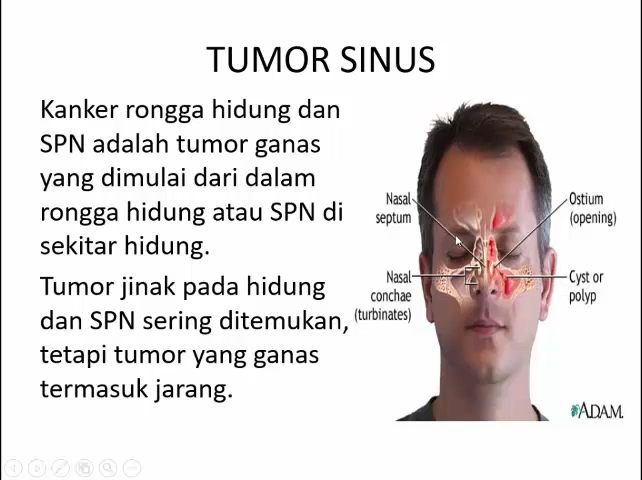 TUMOR SINUS
Kanker rongga hidung dan
SPN adalah tumor ganas
yang dimulai dari dalam
rongga hidung atau SPN di
sekitar hidung.
Tumor jinak pada hidung
dan SPN sering ditemukan,
tetapi tumor yang ganas
termasuk jarang.
Nasal
septum
Ostium
(opening)
Nasal
conchae
(turbinates)
Cyst or
polyp
ADAM.